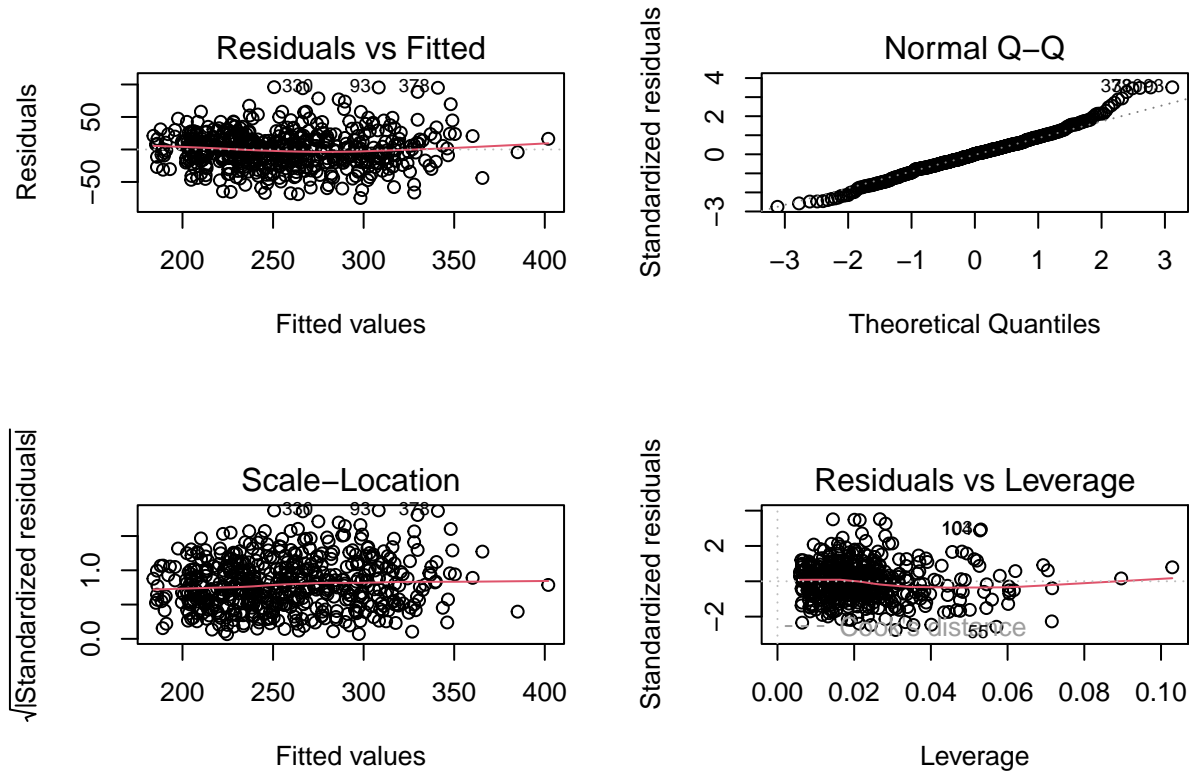 Residuals vs Fitted
Residuals
50
−50
330
93
378
200 250 300 350 400
Fitted values
Normal Q−Q
Standardized residuals
4
2
0
−3
−3 −2 −1 0 1 2 3
Theoretical Quantiles
Scale−Location
√|Standardized residuals|
1.0
0.0
330
93
378
200 250 300 350 400
Fitted values
Residuals vs Leverage
Standardized residuals
2
−2
55
Cook's distance
0.00 0.02 0.04 0.06 0.08 0.10
Leverage